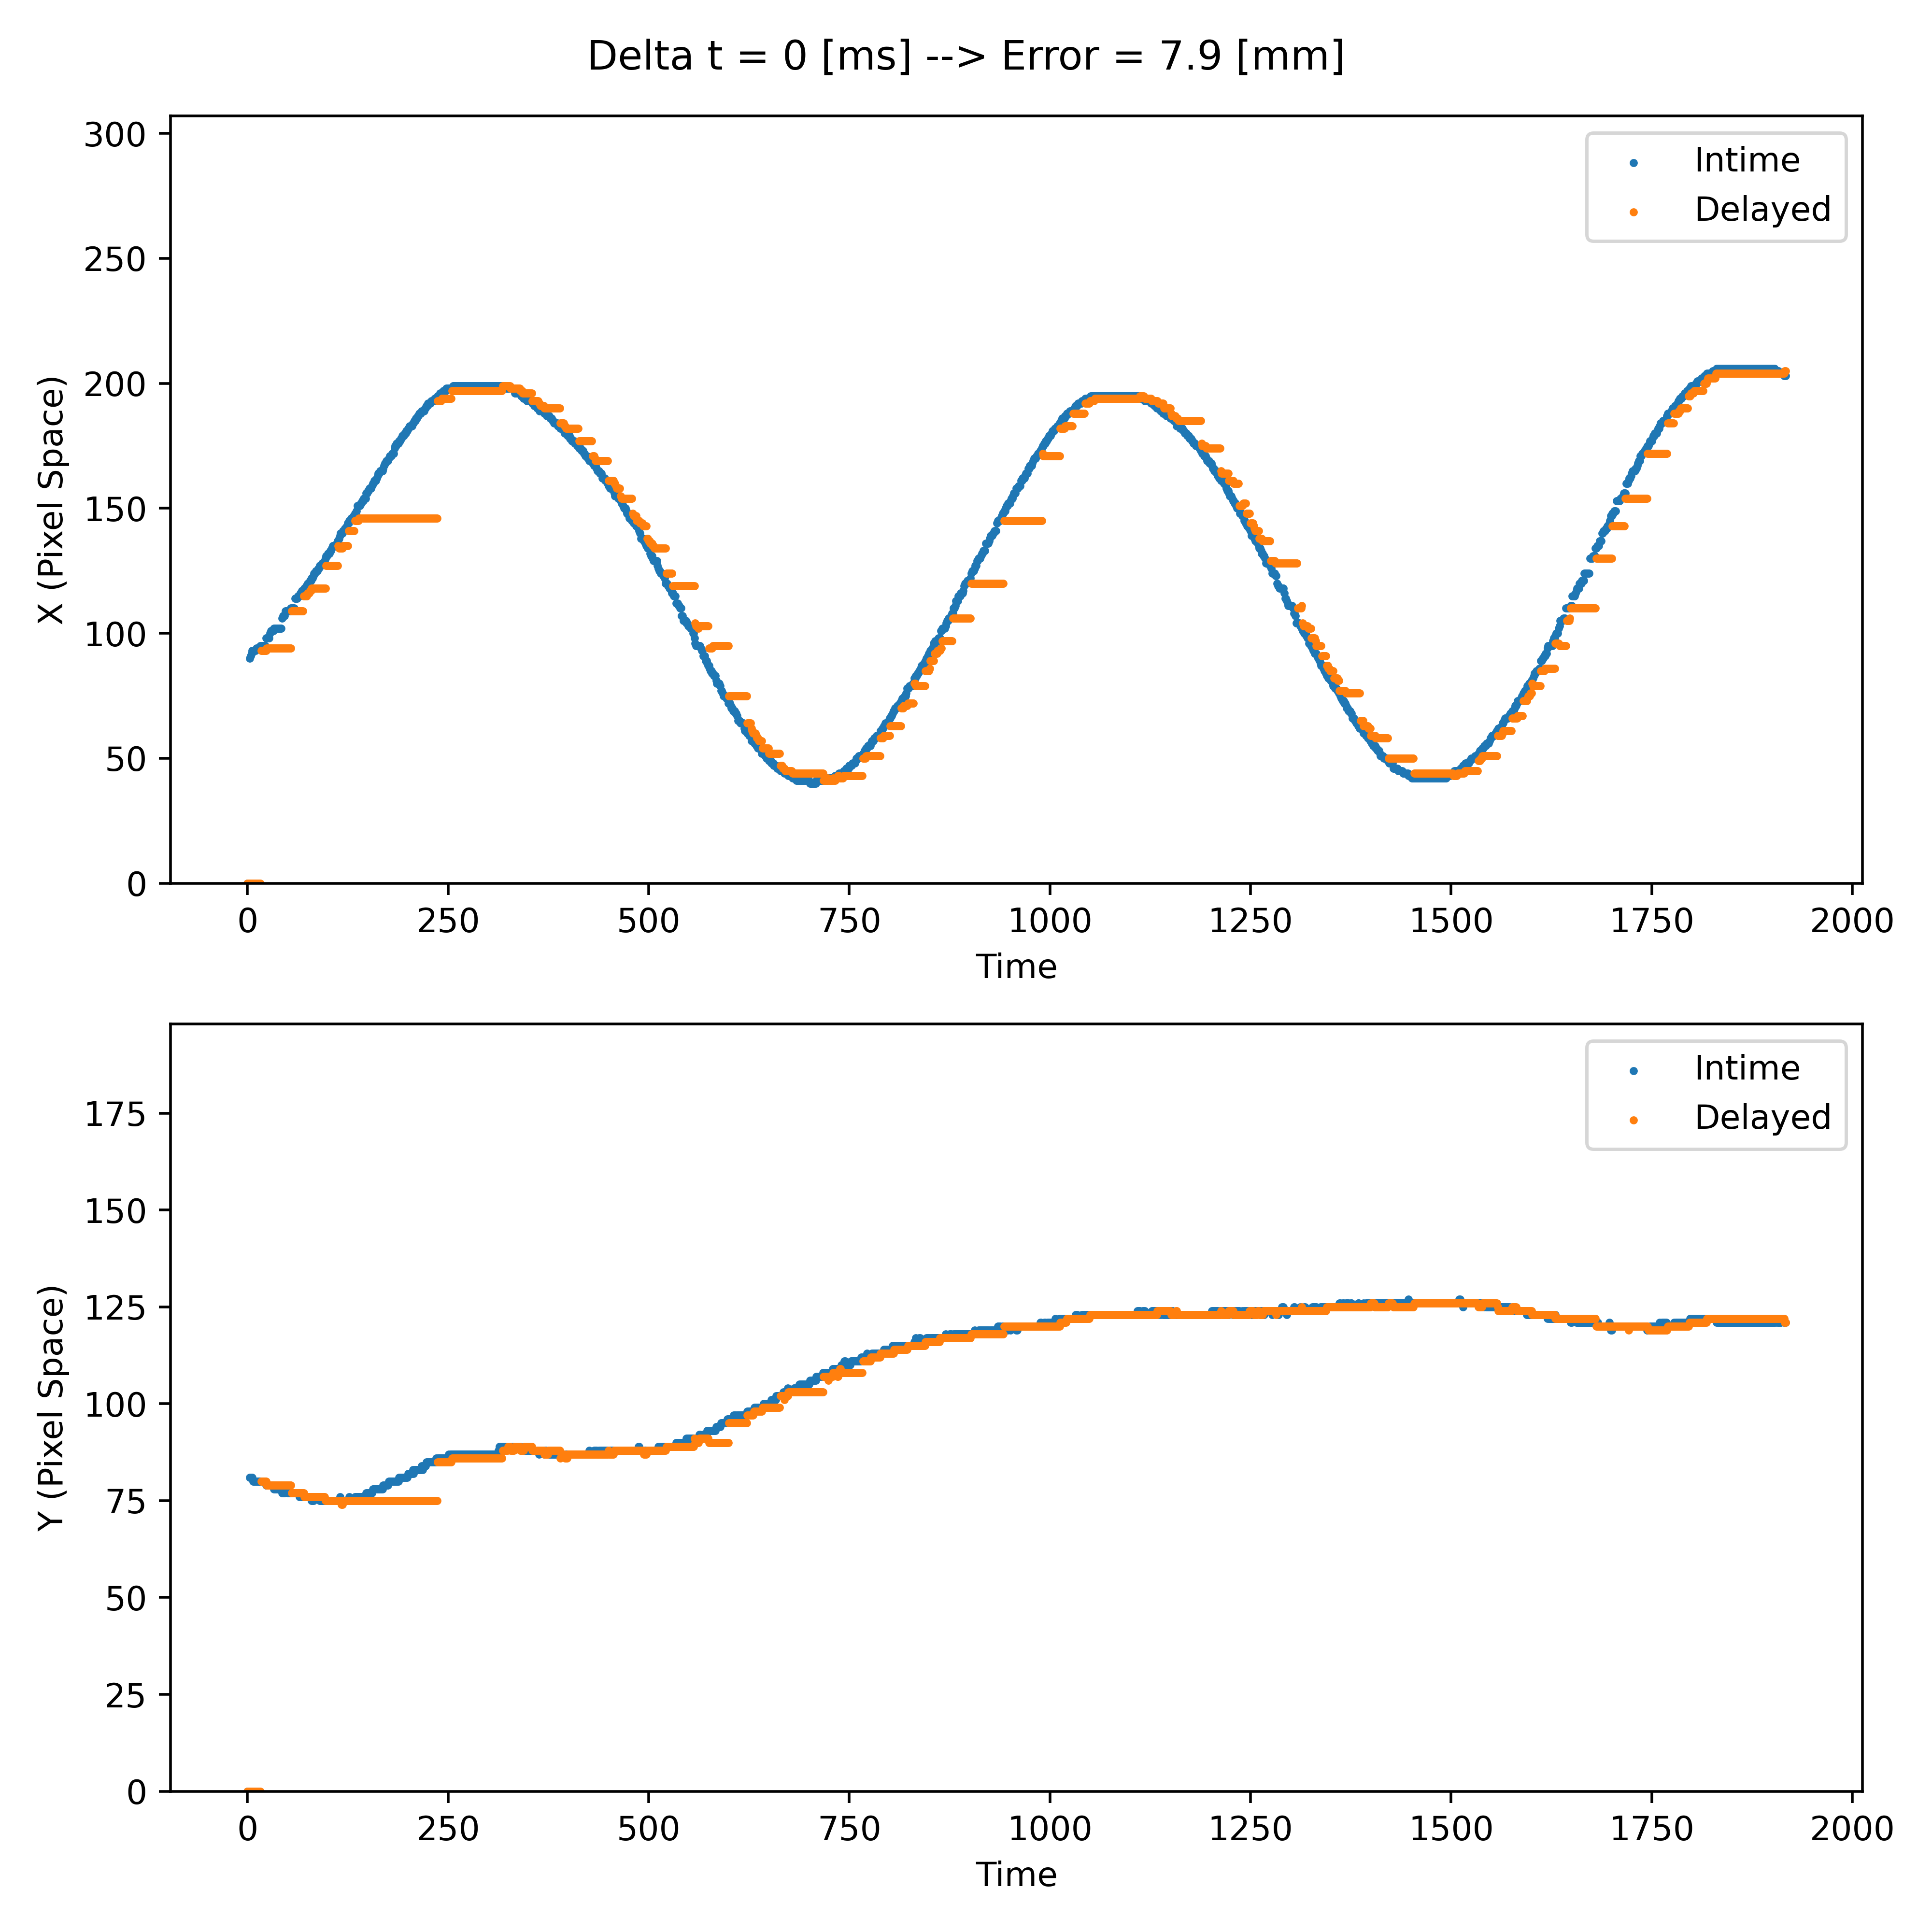 Delta t = 0 [ms] --> Error = 7.9 [mm]
300
250
200
150
100
50
0
X (Pixel Space)
Intime
Delayed
0 250 500 750 1000 1250 1500 1750 2000
Time
175
150
125
100
75
50
25
0
Y (Pixel Space)
Intime
Delayed
0 250 500 750 1000 1250 1500 1750 2000
Time